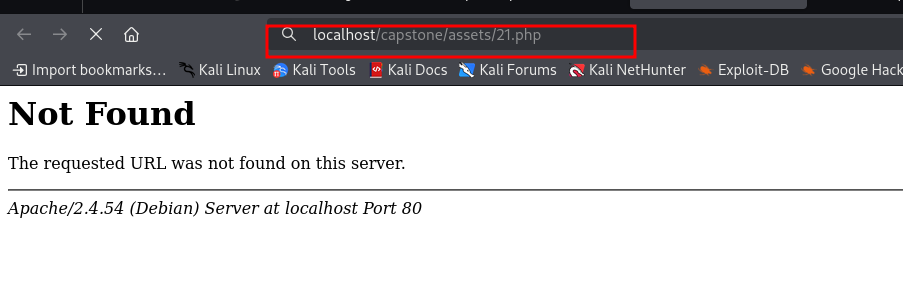 localhost/capstone/assets/21.php
Import bookmarks... Kali Linux Kali Tools Kali Docs Kali Forums Kali NetHunter Exploit-DB Google Hack
Not Found
The requested URL was not found on this server.
Apache/2.4.54 (Debian) Server at localhost Port 80